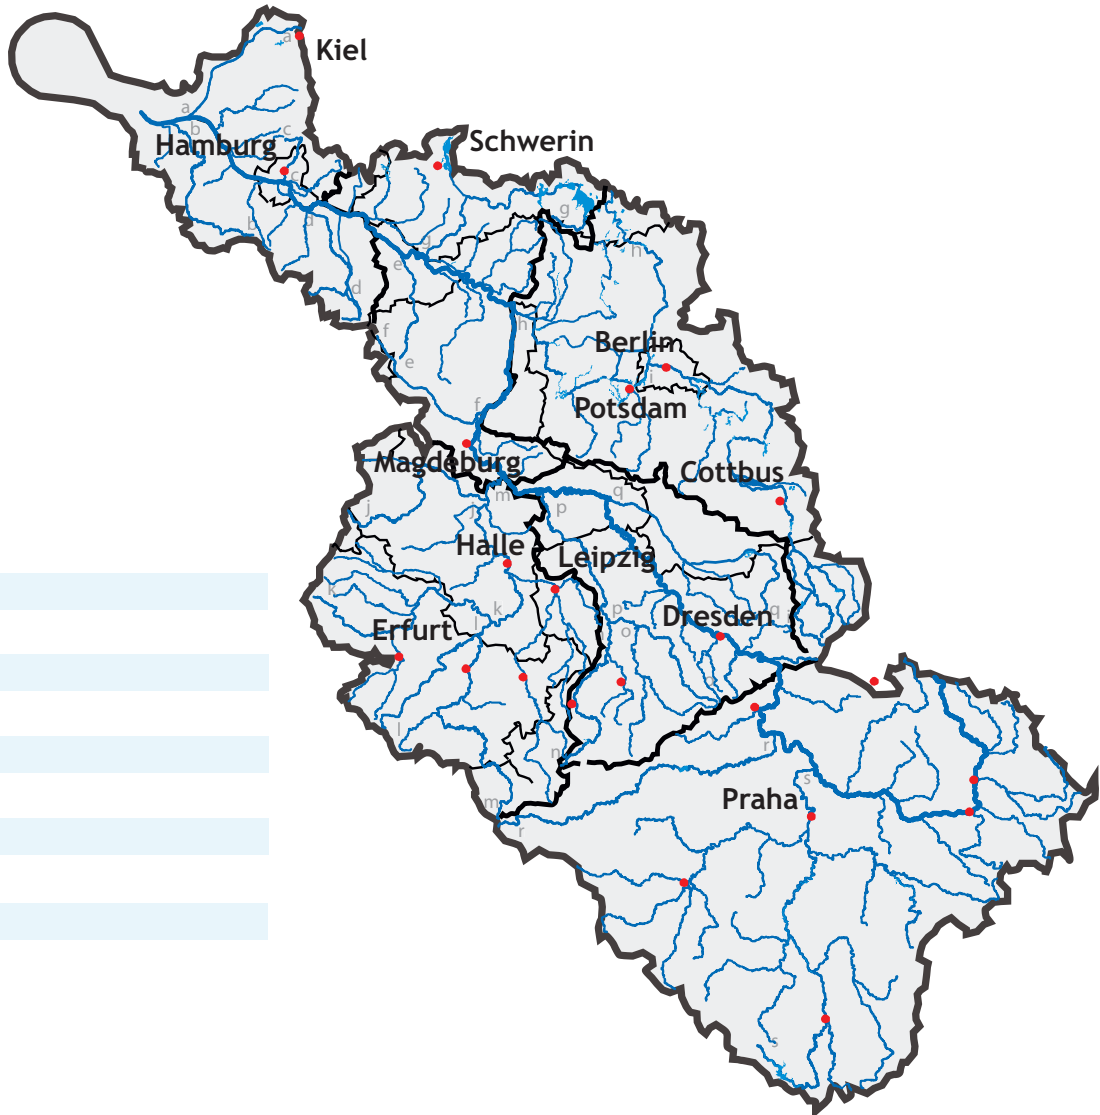 a
Kiel
a
b
c
Hamburg
Schwerin
c
g
d
b
g
h
e
d
h
f
Berlin
e
i
i
f
Potsdam
Magdeburg
Cottbus
m
q
j
j
p
Halle
Leipzig
k
k
p
Dresden
q
l
Erfurt
o
o
l
n
r
s
m
Praha
r
s